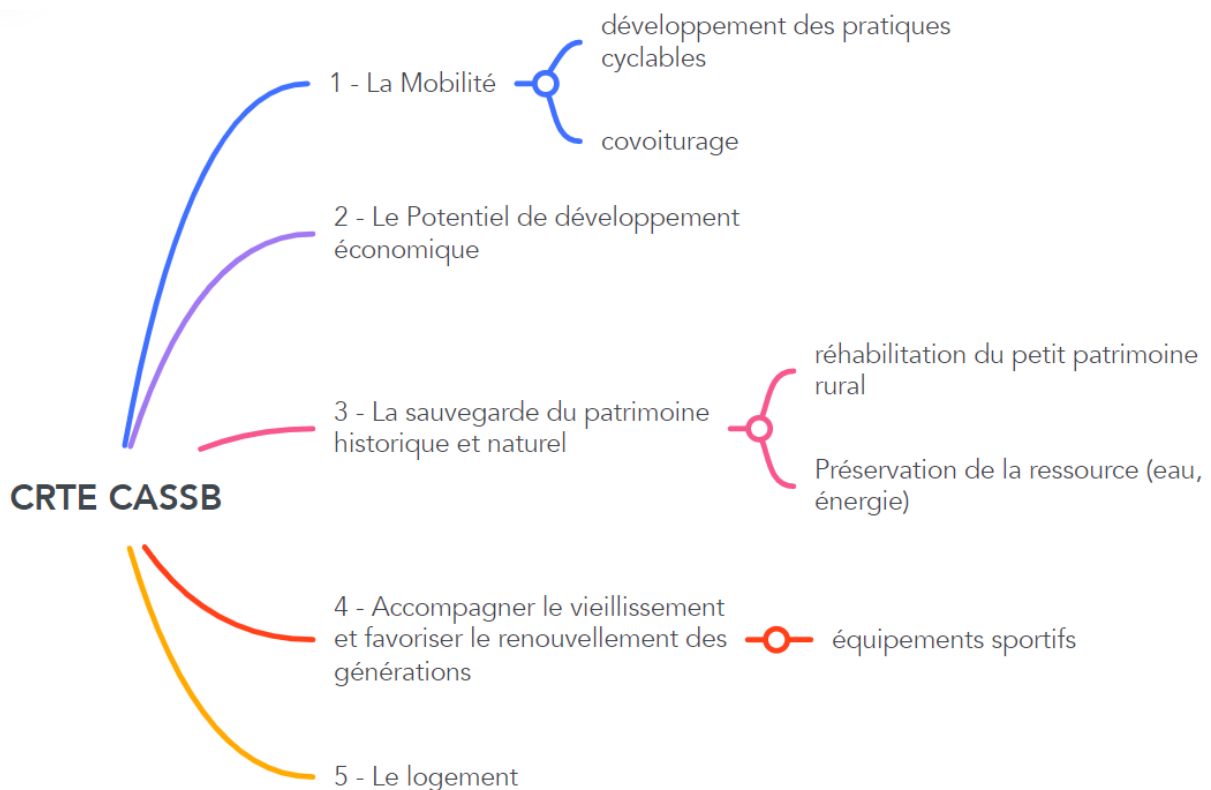 développement des pratiques
cyclables
1 - La Mobilité
covoiturage
2 - Le Potentiel de développement
économique
réhabilitation du petit patrimoine
rural
3 - La sauvegarde du patrimoine
historique et naturel
Préservation de la ressource (eau,
énergie)
CRTE CASSB
4 - Accompagner le vieillissement
et favoriser le renouvellement des
générations
équipements sportifs
5 - Le logement